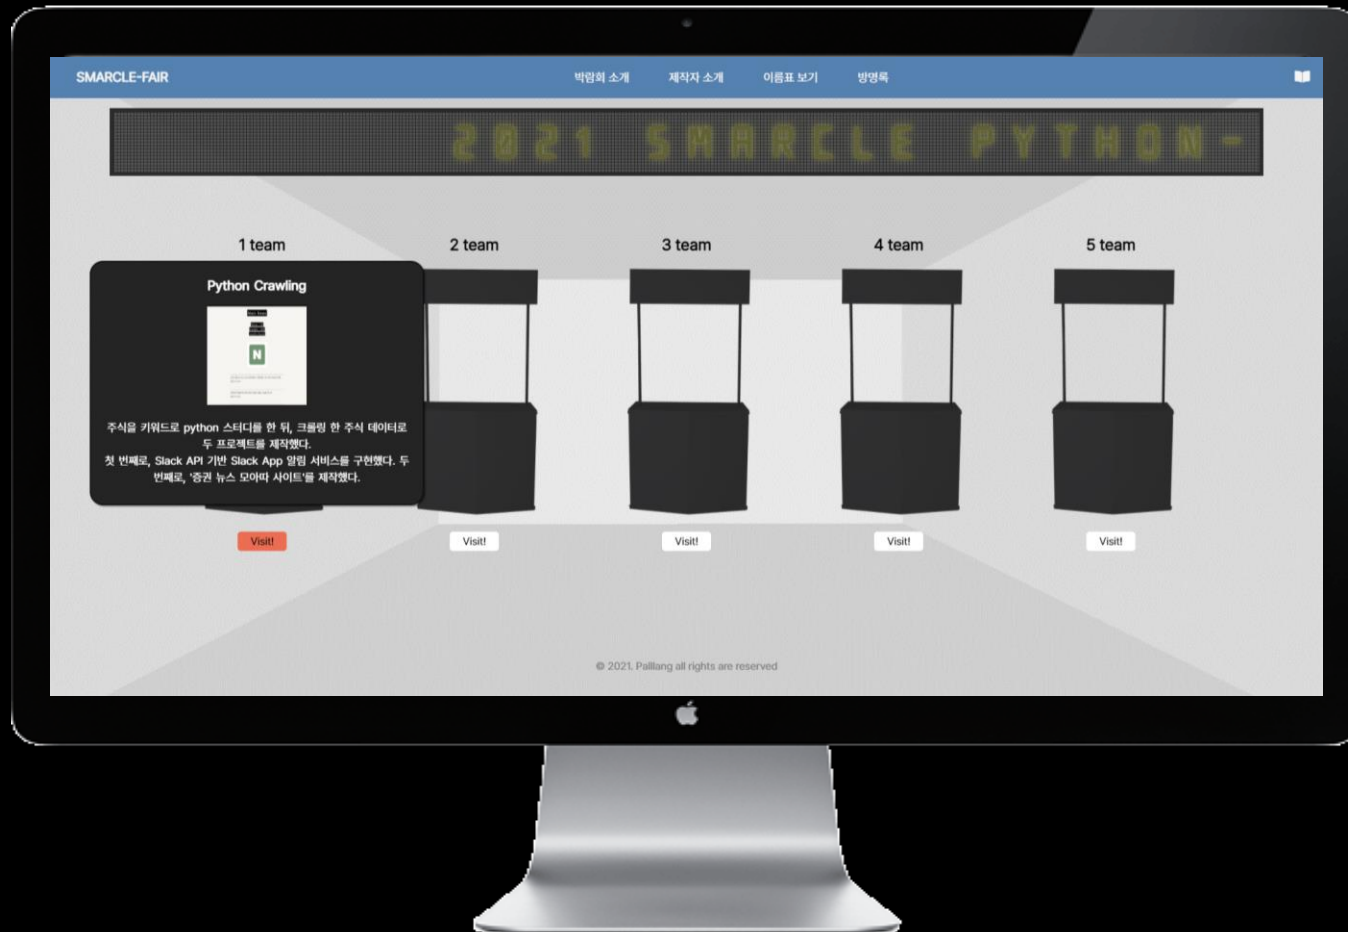 SMARCLE-FAIR
박람회 소개
제작자 소개
이름표 보기
방명록
2021 SMARCLE PYTHON-
1 team
2 team
3 team
4 team
5 team
Python Crawling
N
주식을 키워드로 python 스터디를 한 뒤, 크롤링 한 주식 데이터로
두 프로젝트를 제작했다.
첫 번째로, Slack API 기반 Slack App 알림 서비스를 구현했다. 두
번째로, '증권 뉴스 모아따 사이트'를 제작했다.
Visit!
Visit!
Visit!
Visit!
Visit!
© 2021. Palllang all rights are reserved